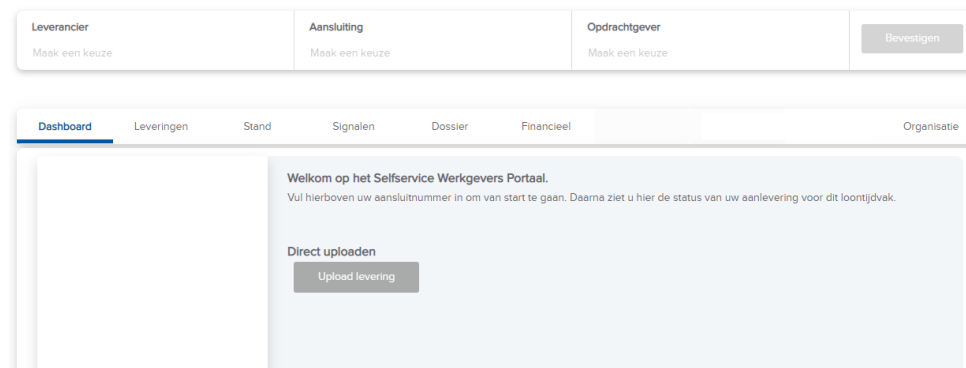 Leverancier
Aansluiting
Opdrachtgever
Maak een keuze
Maak een keuze
Maak een keuze
Bevestigen
Dashboard
Leveringen
Stand
Signalen
Dossier
Financieel
Organisatie
Welkom op het Selfservice Werkgevers Portaal.
Vul hierboven uw aansluitnummer in om van start te gaan. Daarna ziet u hier de status van uw aanlevering voor dit loontijdvak.
Direct uploaden
Upload levering